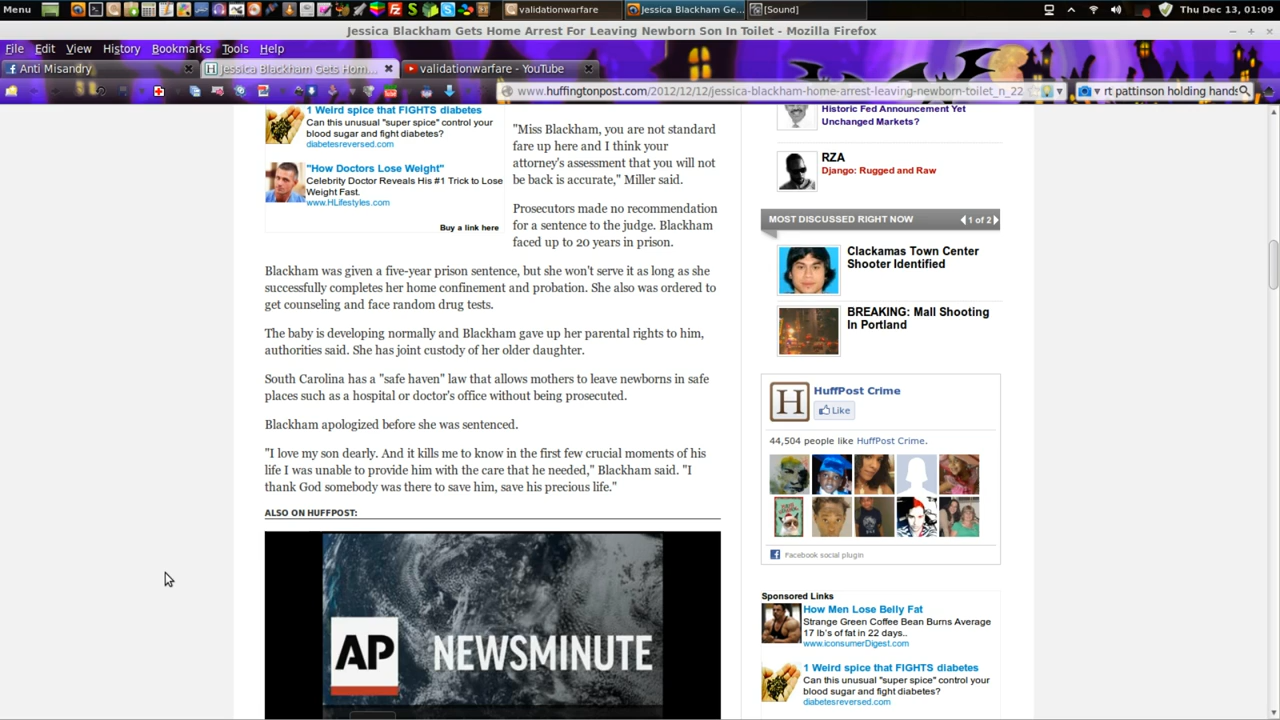 Menu
validationwarfare
Jessica Blackham Ge...
[Sound]
Thu Dec 13, 01:09
Jessica Blackham Gets Home Arrest For Leaving Newborn Son In Toilet - Mozilla Firefox
File Edit View History Bookmarks Tools Help
Anti Misandry
Jessica Blackham Gets Hom...
validationwarfare - YouTube
www.huffingtonpost.com/2012/12/12/jessica-blackham-home-arrest-leaving-newborn-toilet_n_22
rt pattinson holding hands
1 Weird spice that FIGHTS diabetes
Can this unusual "super spice" control your
blood sugar and fight diabetes?
diabetesreversed.com
"How Doctors Lose Weight"
Celebrity Doctor Reveals His #1 Trick to Lose
Weight Fast.
www.HLifestyles.com
Buy a link here
"Miss Blackham, you are not standard
fare up here and I think your
attorney's assessment that you will not
be back is accurate," Miller said.
Prosecutors made no recommendation
for a sentence to the judge. Blackham
faced up to 20 years in prison.
Blackham was given a five-year prison sentence, but she won't serve it as long as she
successfully completes her home confinement and probation. She also was ordered to
get counseling and face random drug tests.
The baby is developing normally and Blackham gave up her parental rights to him,
authorities said. She has joint custody of her older daughter.
South Carolina has a "safe haven" law that allows mothers to leave newborns in safe
places such as a hospital or doctor's office without being prosecuted.
Blackham apologized before she was sentenced.
"I love my son dearly. And it kills me to know in the first few crucial moments of his
life I was unable to provide him with the care that he needed," Blackham said. "I
thank God somebody was there to save him, save his precious life."
ALSO ON HUFFPOST:
AP NEWSMINUTE
Historic Fed Announcement Yet
Unchanged Markets?
RZA
Django: Rugged and Raw
MOST DISCUSSED RIGHT NOW
1 of 2
Clackamas Town Center
Shooter Identified
BREAKING: Mall Shooting
In Portland
H
HuffPost Crime
Like
44,504 people like HuffPost Crime.
Facebook social plugin
Sponsored Links
How Men Lose Belly Fat
Strange Green Coffee Bean Burns Average
17 lb's of fat in 22 days..
www.iconsumerDigest.com
1 Weird spice that FIGHTS diabetes
Can this unusual "super spice" control your
blood sugar and fight diabetes?
diabetesreversed.com